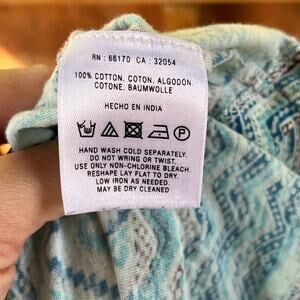 RN : 66170 CA : 32054
100% COTTON, COTON, ALGODÓN,
COTONE, BAUMWOLLE
HECHO EN INDIA
HAND WASH COLD SEPARATELY.
DO NOT WRING OR TWIST.
USE ONLY NON-CHLORINE BLEACH.
RESHAPE LAY FLAT TO DRY.
LOW IRON AS NEEDED.
MAY BE DRY CLEANED